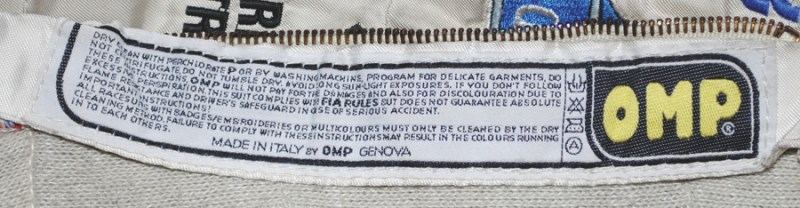 DRY CLEAN WITH PERCHLORATE P OR BY WASHING MACHINE, PROGRAM FOR DELICATE GARMENTS, DO
NOT CENTRIFUGATE. DO NOT TUMBLE DRY. AVOID LONG SUN-LIGHT EXPOSURES. IF YOU DON'T FOLLOW
THESE INSTRUCTIONS OMP WILL NOT PAY FOR THE DAMAGES AND ALSO FOR DISCOLOURATION DUE TO
EXCESS PERSPIRATION. THIS SUIT COMPLIES WITH FIA RULES BUT DOES NOT GUARANTEE ABSOLUTE
FLAME RESISTANCE AND DRIVER'S SAFEGUARD IN CASE OF SERIOUS ACCIDENT.
IMPORTANT
ALL RACESUITS WITH BADGES/EMBROIDERIES OR MULTICOLOURS MUST ONLY BE CLEANED BY THE DRY
CLEANING METHOD. FAILURE TO COMPLY WITH THESE INSTRUCTIONS MAY RESULT IN THE COLOURS RUNNING
IN TO EACH OTHERS.
MADE IN ITALY BY OMP GENOVA
A
OMP®